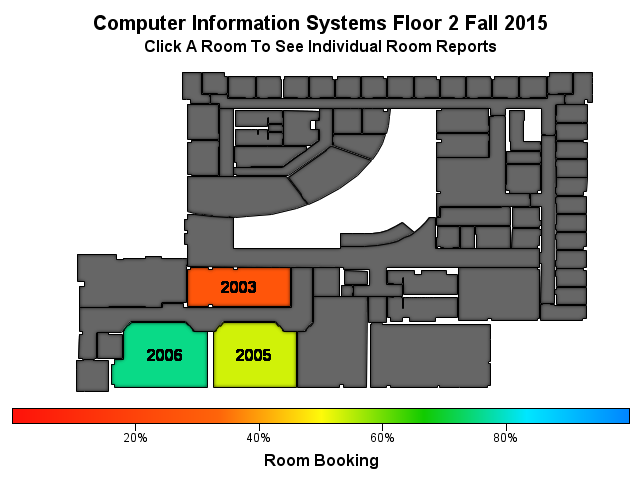 Computer Information Systems Floor 2 Fall 2015
Click A Room To See Individual Room Reports
2003
2006 2005
20% 40% 60% 80%
Room Booking